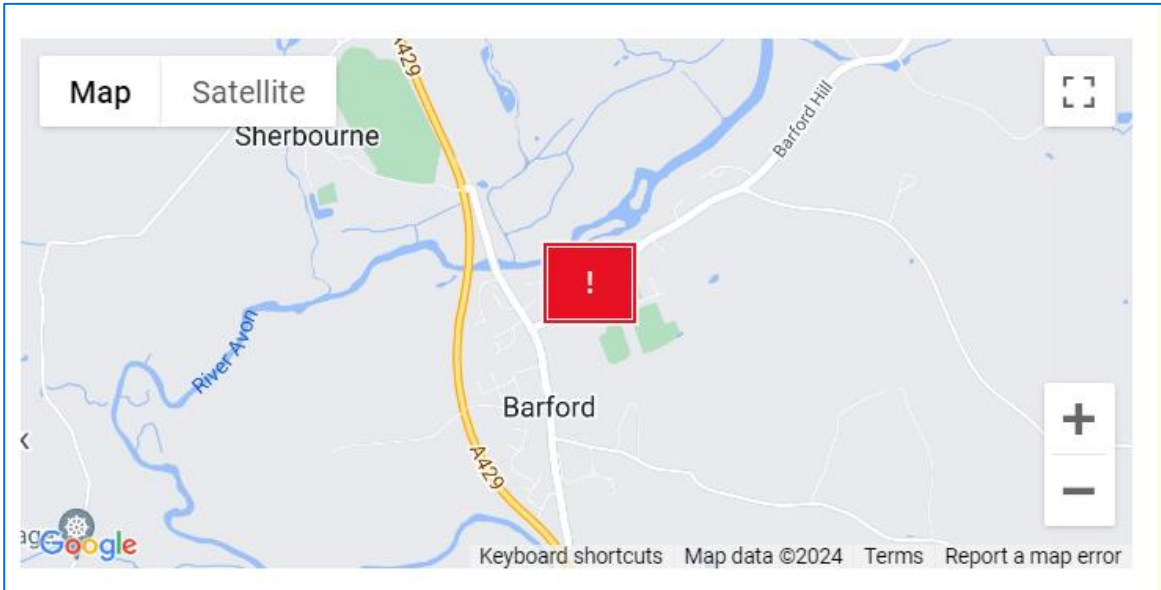 A429
Map Satellite
Sherbourne
Barford Hill
!
River Avon
Barford
A429
Google
Keyboard shortcuts Map data ©2024 Terms Report a map error